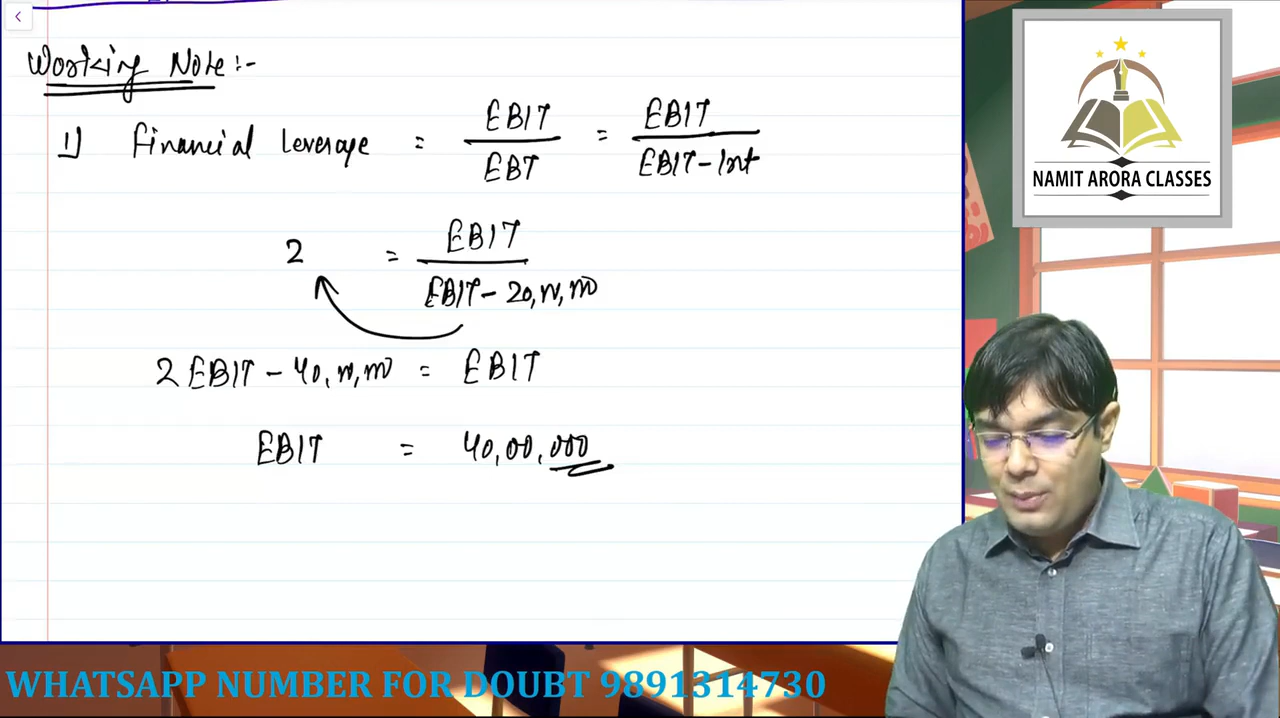 Working Note:-
1) Financial Leverage = EBIT / EBT = EBIT / EBIT - Int
2 = EBIT / EBIT - 20,00,000
2 EBIT - 40,00,000 = EBIT
EBIT = 40,00,000
NAMIT ARORA CLASSES
WHATSAPP NUMBER FOR DOUBT 9891314730